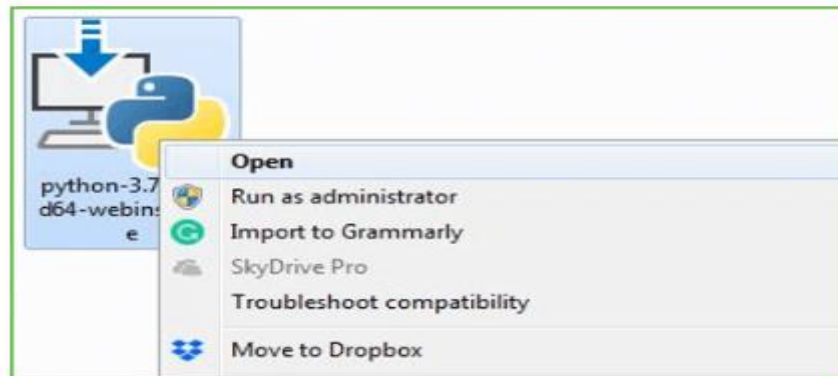 python-3.7
d64-webins
e
Open
Run as administrator
Import to Grammarly
SkyDrive Pro
Troubleshoot compatibility
Move to Dropbox